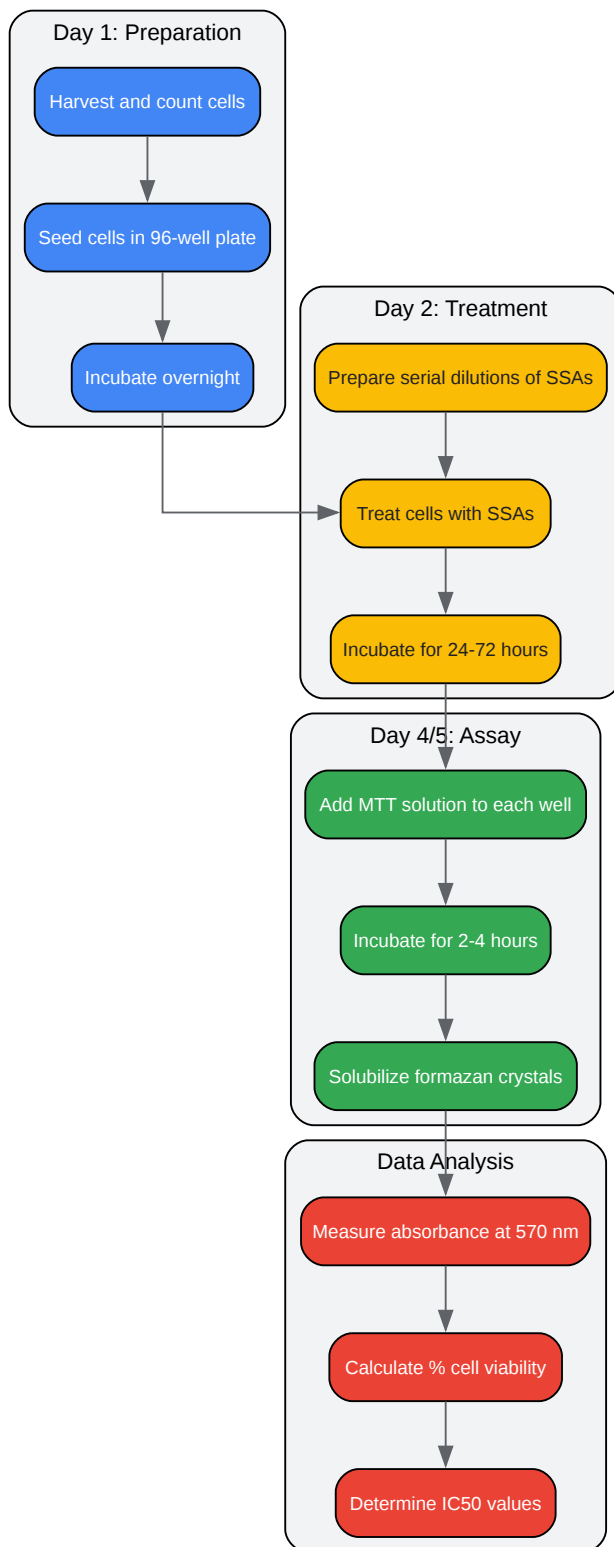 Day 1: Preparation
Harvest and count cells
Seed cells in 96-well plate
Incubate overnight
Day 2: Treatment
Prepare serial dilutions of SSAs
Treat cells with SSAs
Incubate for 24-72 hours
Day 4/5: Assay
Add MTT solution to each well
Incubate for 2-4 hours
Solubilize formazan crystals
Data Analysis
Measure absorbance at 570 nm
Calculate % cell viability
Determine IC50 values